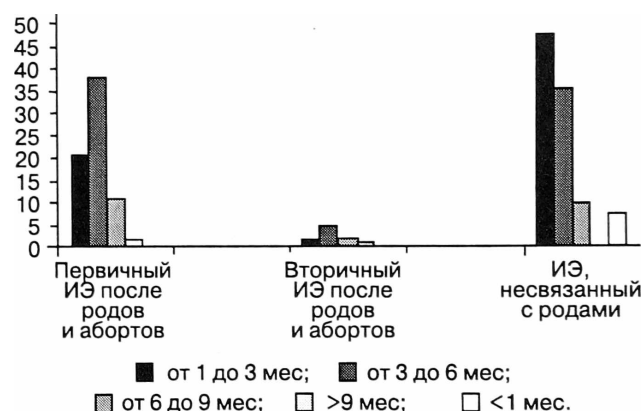 50
45
40
35
30
25
20
15
10
5
0
Первичный
ИЭ после
родов
и абортов
Вторичный
ИЭ после
родов
и абортов
ИЭ,
несвязанный
с родами
от 1 до 3 мес; от 3 до 6 мес;
от 6 до 9 мес; >9 мес; <1 мес.